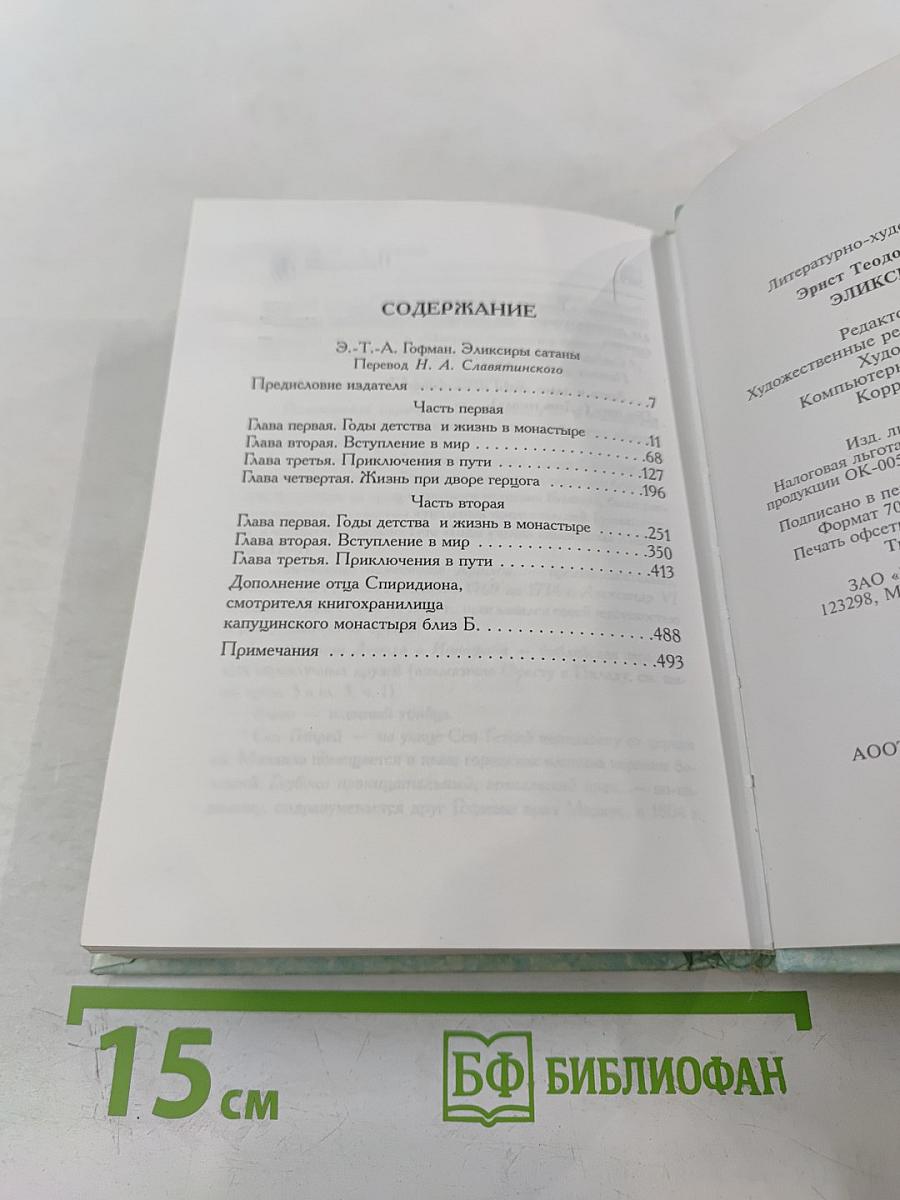 СОДЕРЖАНИЕ
Э.-Т.-А. Гофман. Эликсиры сатаны
Перевод Н. А. Славятинского
Предисловие издателя ........................7
Часть первая
Глава первая. Годы детства и жизнь в монастыре .......11
Глава вторая. Вступление в мир ....................68
Глава третья. Приключения в пути .................127
Глава четвертая. Жизнь при дворе герцога ...........196
Часть вторая
Глава первая. Годы детства и жизнь в монастыре ......251
Глава вторая. Вступление в мир ...................350
Глава третья. Приключения в пути .................413
Дополнение отца Спиридиона,
смотрителя книгохранилища
капуцинского монастыря близ Б. ...................488
Примечания ..................................493
Литературно-худо
Эрнст Теодо
ЭЛИКСИ
Редакто
Художественные ре
Худо
Компьютерн
Корр
Изд. ли
Налоговая льгота
продукции ОК-005
Подписано в пе
Формат 70
Печать офсетн
Ти
ЗАО «
123298, М
АООТ
15 см
БФ БИБЛИОФАН